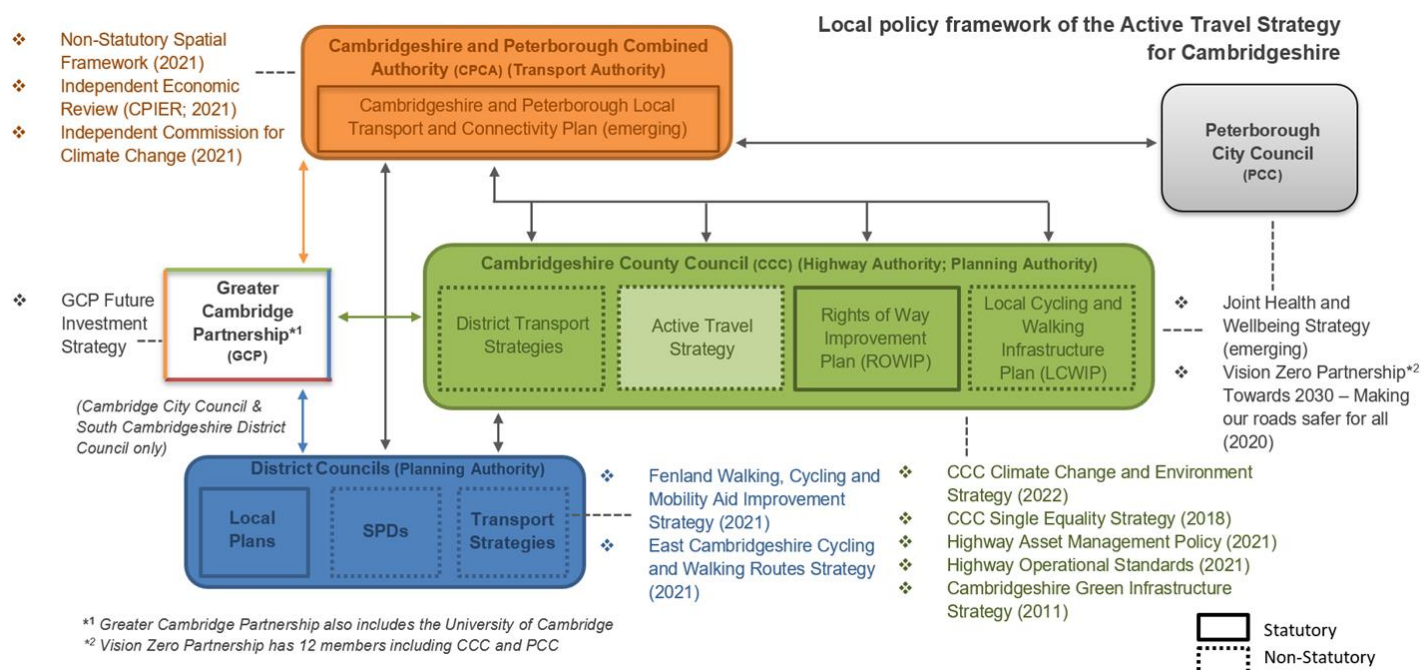 Local policy framework of the Active Travel Strategy
for Cambridgeshire
❖ Non-Statutory Spatial
Framework (2021)
❖ Independent Economic
Review (CPIER; 2021)
❖ Independent Commission for
Climate Change (2021)
Cambridgeshire and Peterborough Combined
Authority (CPCA) (Transport Authority)
Cambridgeshire and Peterborough Local
Transport and Connectivity Plan (emerging)
Peterborough
City Council
(PCC)
Cambridgeshire County Council (CCC) (Highway Authority; Planning Authority)
District Transport
Strategies
Active Travel
Strategy
Rights of Way
Improvement
Plan (ROWIP)
Local Cycling and
Walking
Infrastructure
Plan (LCWIP)
❖ GCP Future
Investment
Strategy
Greater
Cambridge
Partnership*1
(GCP)
(Cambridge City Council &
South Cambridgeshire District
Council only)
❖ Joint Health and
Wellbeing Strategy
(emerging)
❖ Vision Zero Partnership*2
Towards 2030 – Making
our roads safer for all
(2020)
District Councils (Planning Authority)
Local
Plans
SPDs
Transport
Strategies
❖ Fenland Walking, Cycling and
Mobility Aid Improvement
Strategy (2021)
❖ East Cambridgeshire Cycling
and Walking Routes Strategy
(2021)
❖ CCC Climate Change and Environment
Strategy (2022)
❖ CCC Single Equality Strategy (2018)
❖ Highway Asset Management Policy (2021)
❖ Highway Operational Standards (2021)
❖ Cambridgeshire Green Infrastructure
Strategy (2011)
*1 Greater Cambridge Partnership also includes the University of Cambridge
*2 Vision Zero Partnership has 12 members including CCC and PCC
Statutory
Non-Statutory